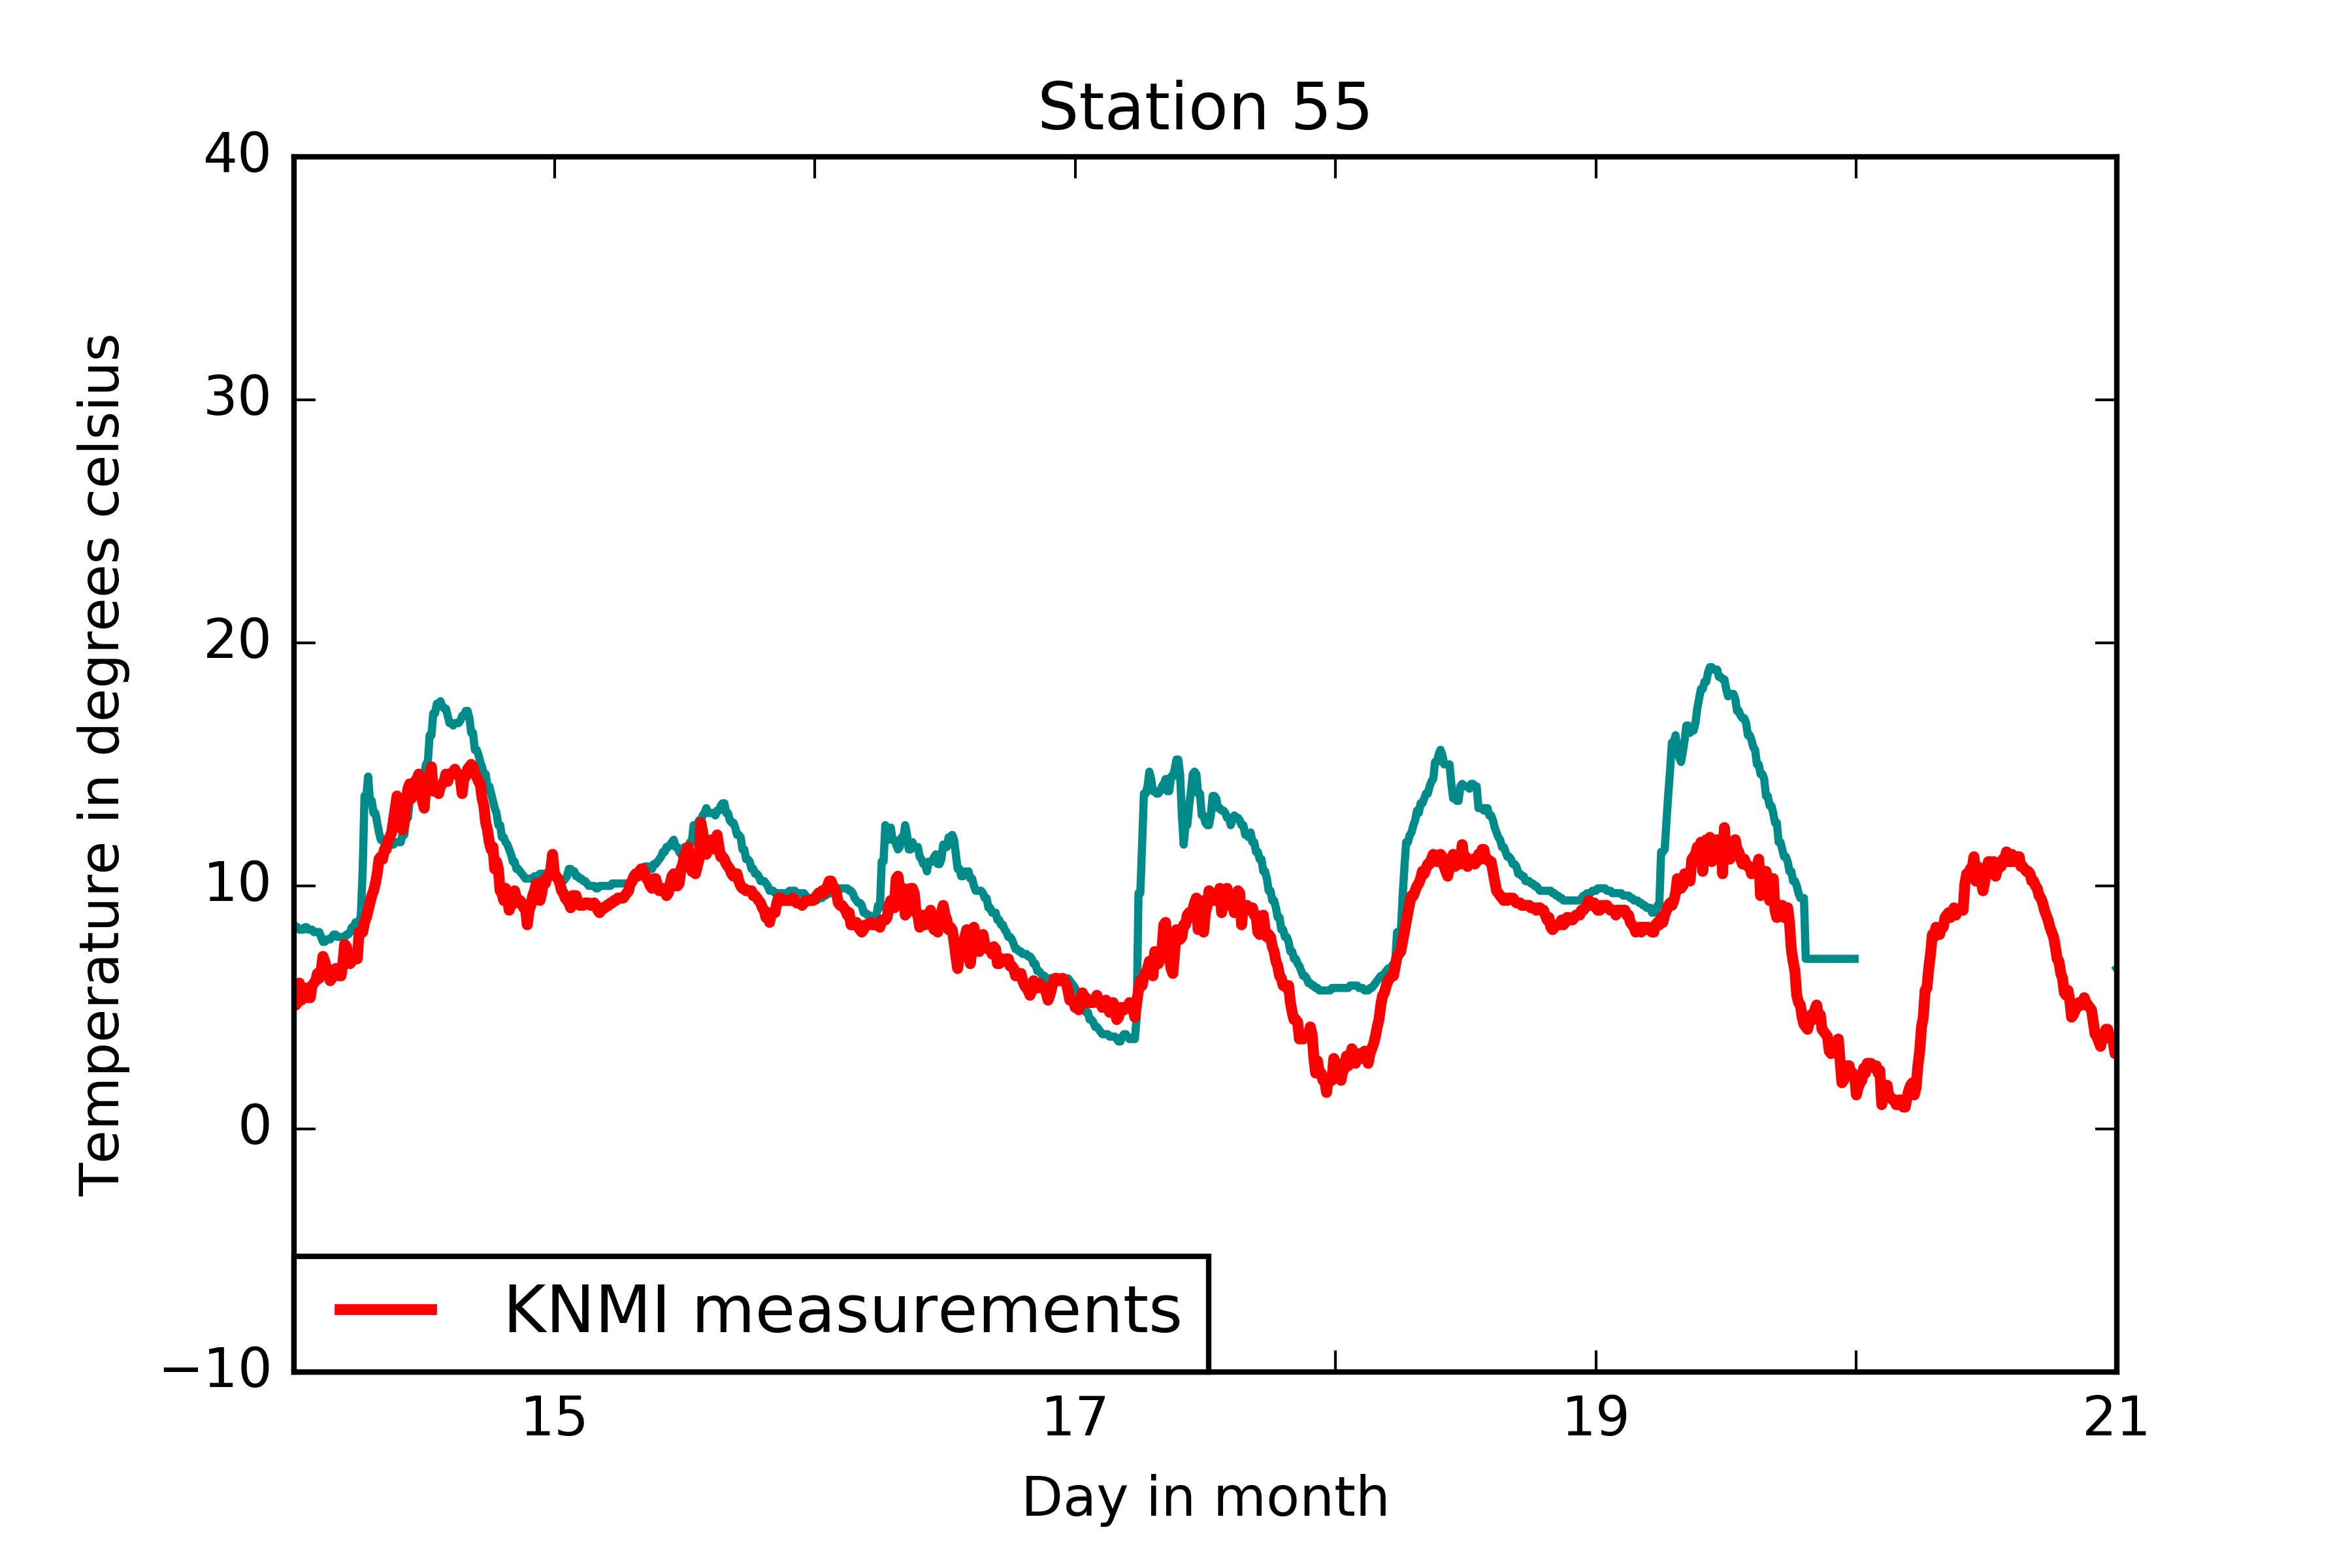 Station 55
40
30
20
10
0
−10
Temperature in degrees celsius
KNMI measurements
15 17 19 21
Day in month